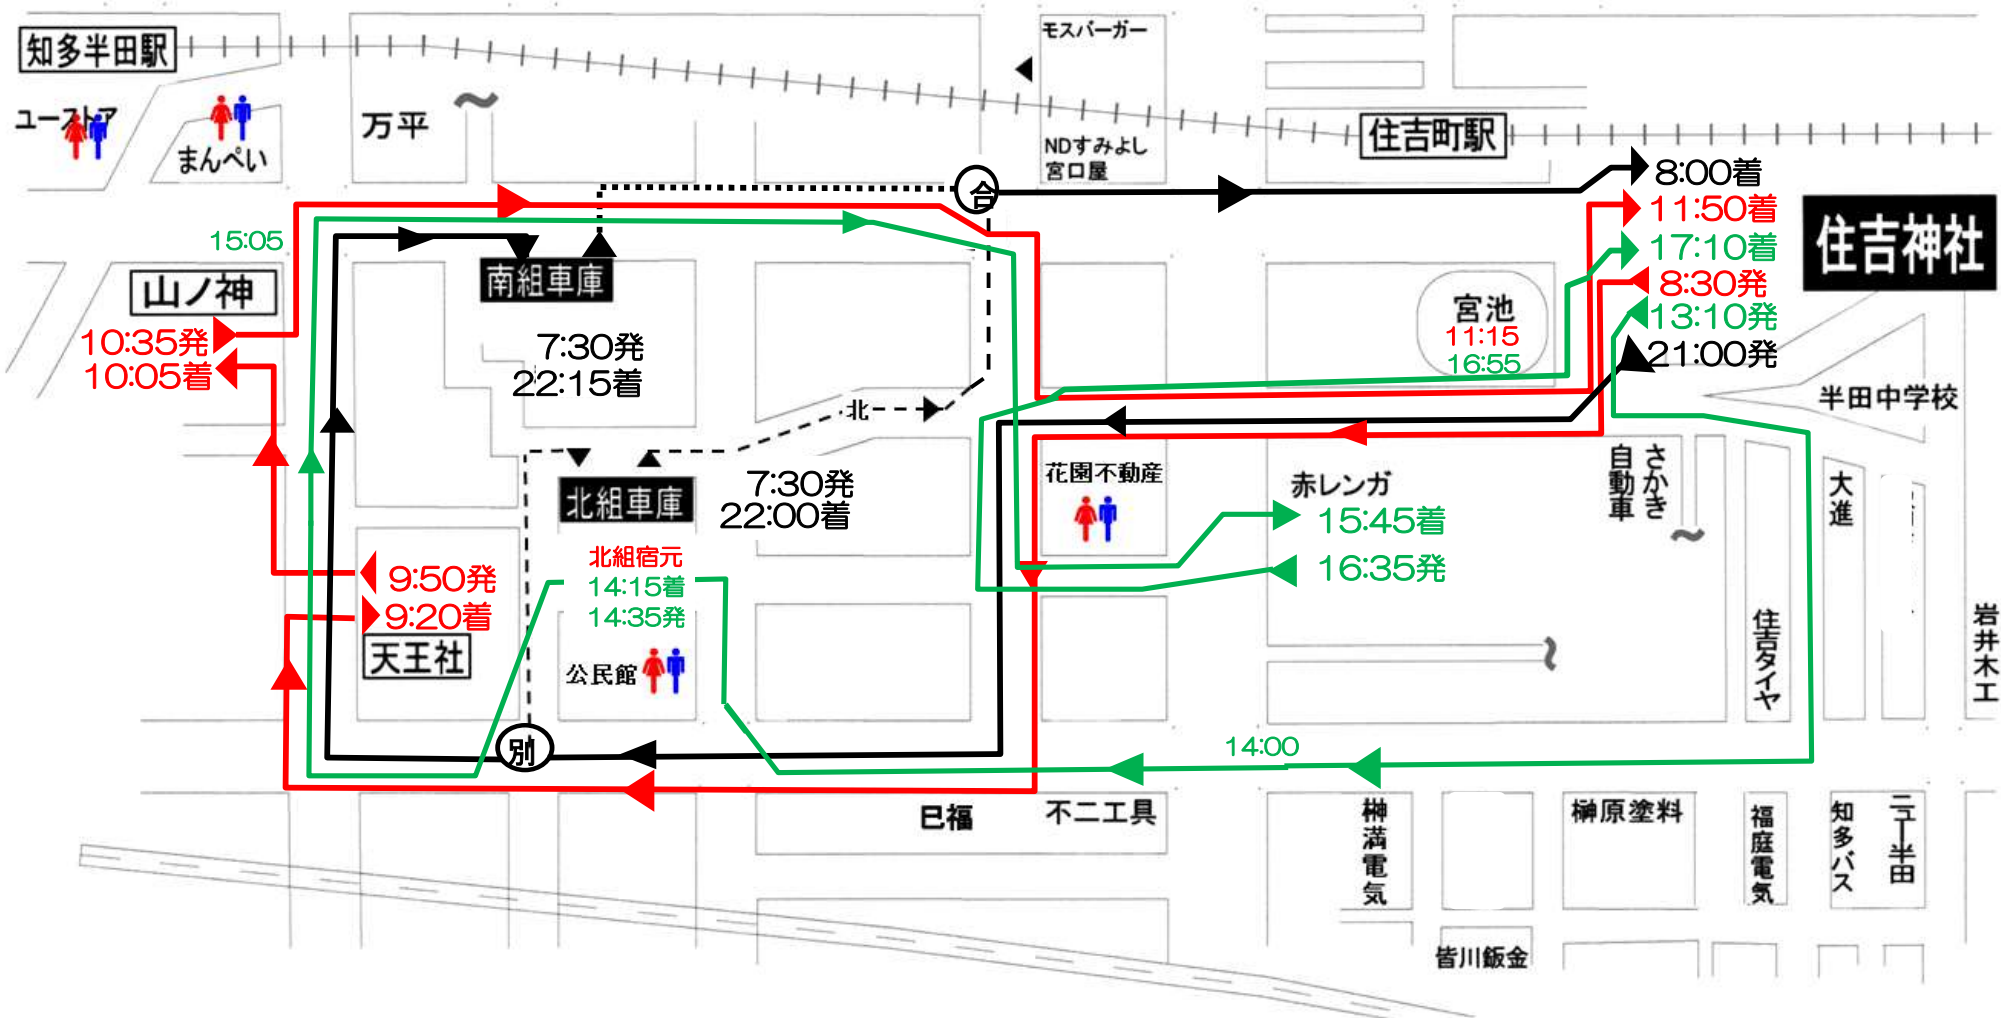 知多半田駅
ユーストア
まんぺい
万平
モスバーガー
NDすみよし
宮口屋
住吉町駅
合
8:00着
11:50着
17:10着
8:30発
13:10発
21:00発
住吉神社
15:05
山ノ神
10:35発
10:05着
南組車庫
7:30発
22:15着
宮池
11:15
16:55
半田中学校
北
北組車庫
7:30発
22:00着
花園不動産
赤レンガ
15:45着
16:35発
さかき
自動車
大進
9:50発
9:20着
天王社
北組宿元
14:15着
14:35発
公民館
住吉タイヤ
岩井木工
別
14:00
巳福
不二工具
榊満電気
榊原塗料
福庭電気
知多バス
ニュー半田
皆川鈑金